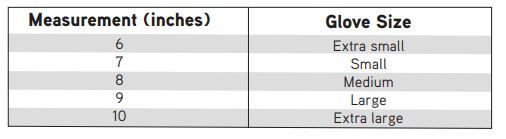 Measurement (inches) Glove Size
6 Extra small
7 Small
8 Medium
9 Large
10 Extra large